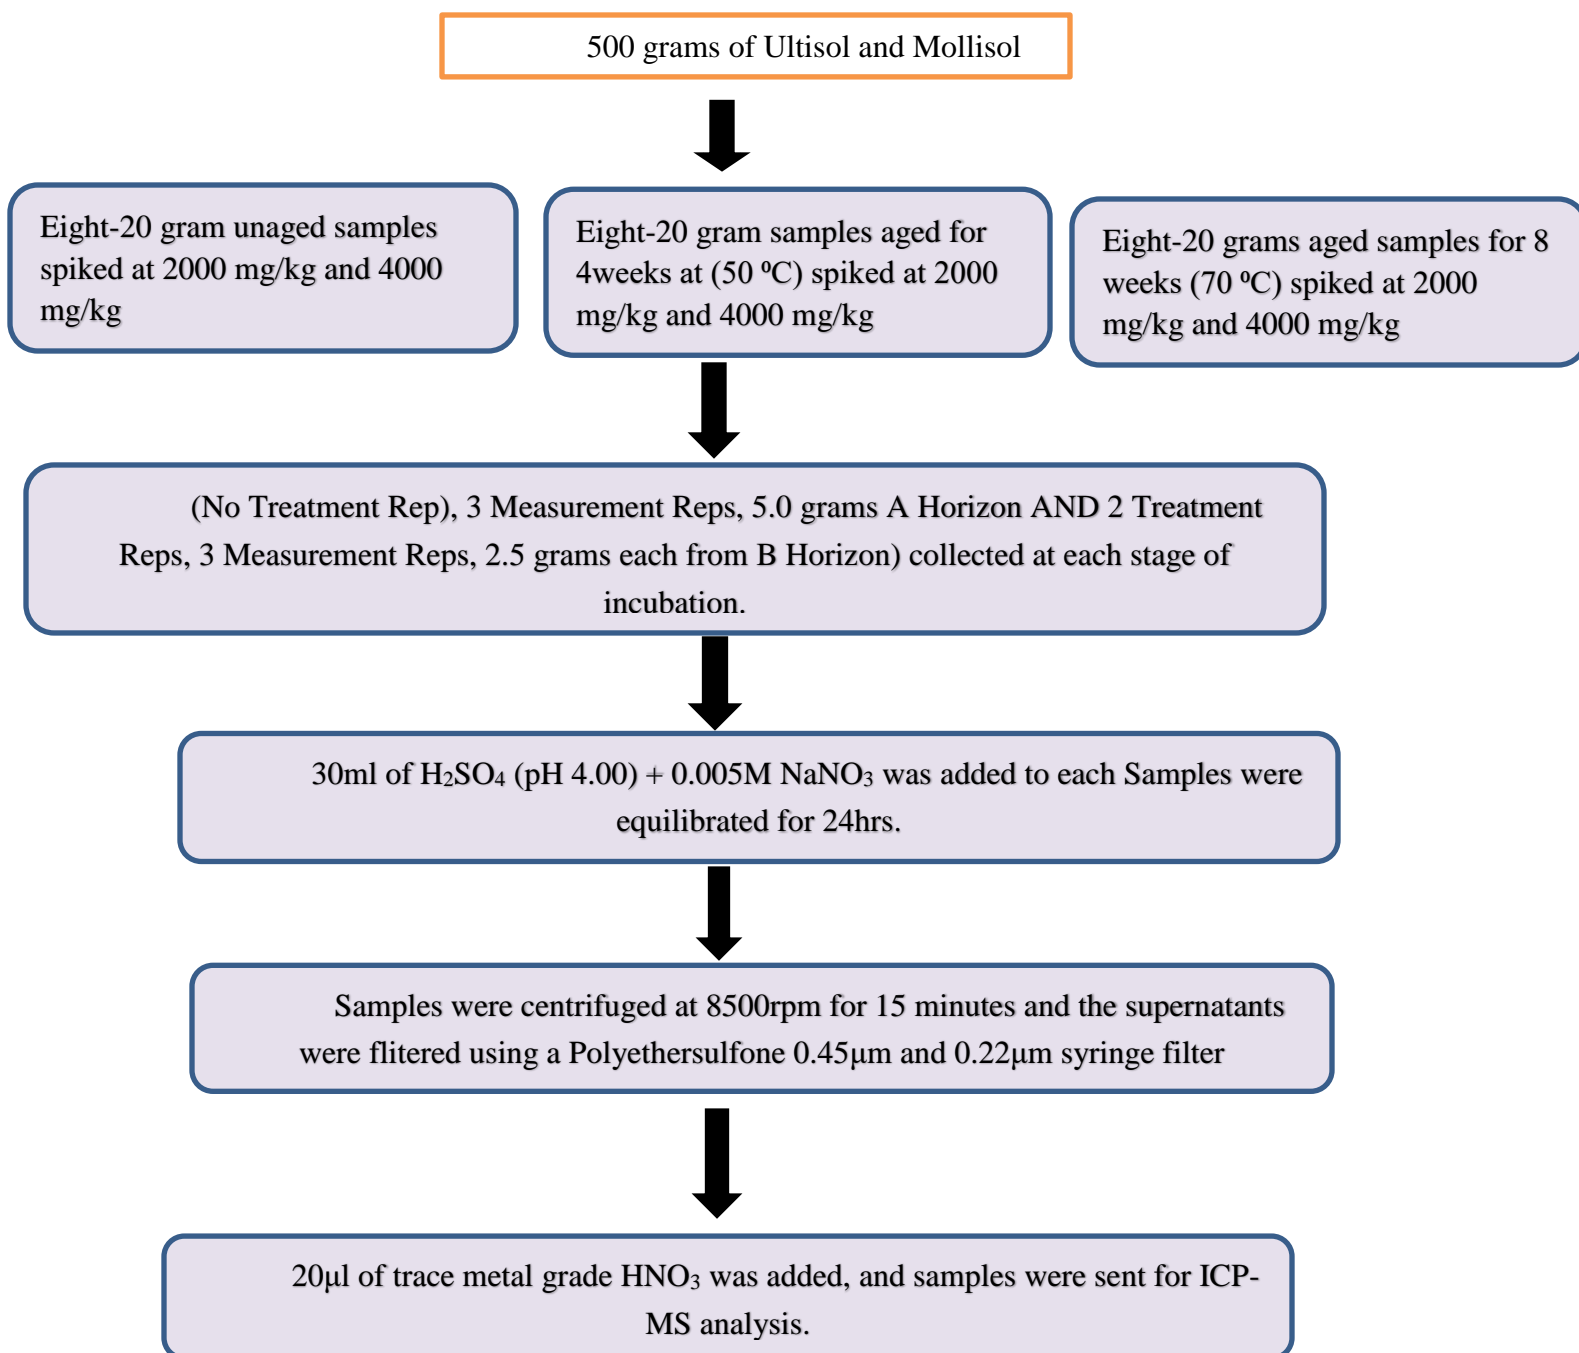 500 grams of Ultisol and Mollisol
Eight-20 gram unaged samples
spiked at 2000 mg/kg and 4000
mg/kg
Eight-20 gram samples aged for
4weeks at (50 ⁰C) spiked at 2000
mg/kg and 4000 mg/kg
Eight-20 grams aged samples for 8
weeks (70 ⁰C) spiked at 2000
mg/kg and 4000 mg/kg
(No Treatment Rep), 3 Measurement Reps, 5.0 grams A Horizon AND 2 Treatment
Reps, 3 Measurement Reps, 2.5 grams each from B Horizon) collected at each stage of
incubation.
30ml of H₂SO₄ (pH 4.00) + 0.005M NaNO₃ was added to each Samples were
equilibrated for 24hrs.
Samples were centrifuged at 8500rpm for 15 minutes and the supernatants
were flitered using a Polyethersulfone 0.45µm and 0.22µm syringe filter
20µl of trace metal grade HNO₃ was added, and samples were sent for ICP-
MS analysis.